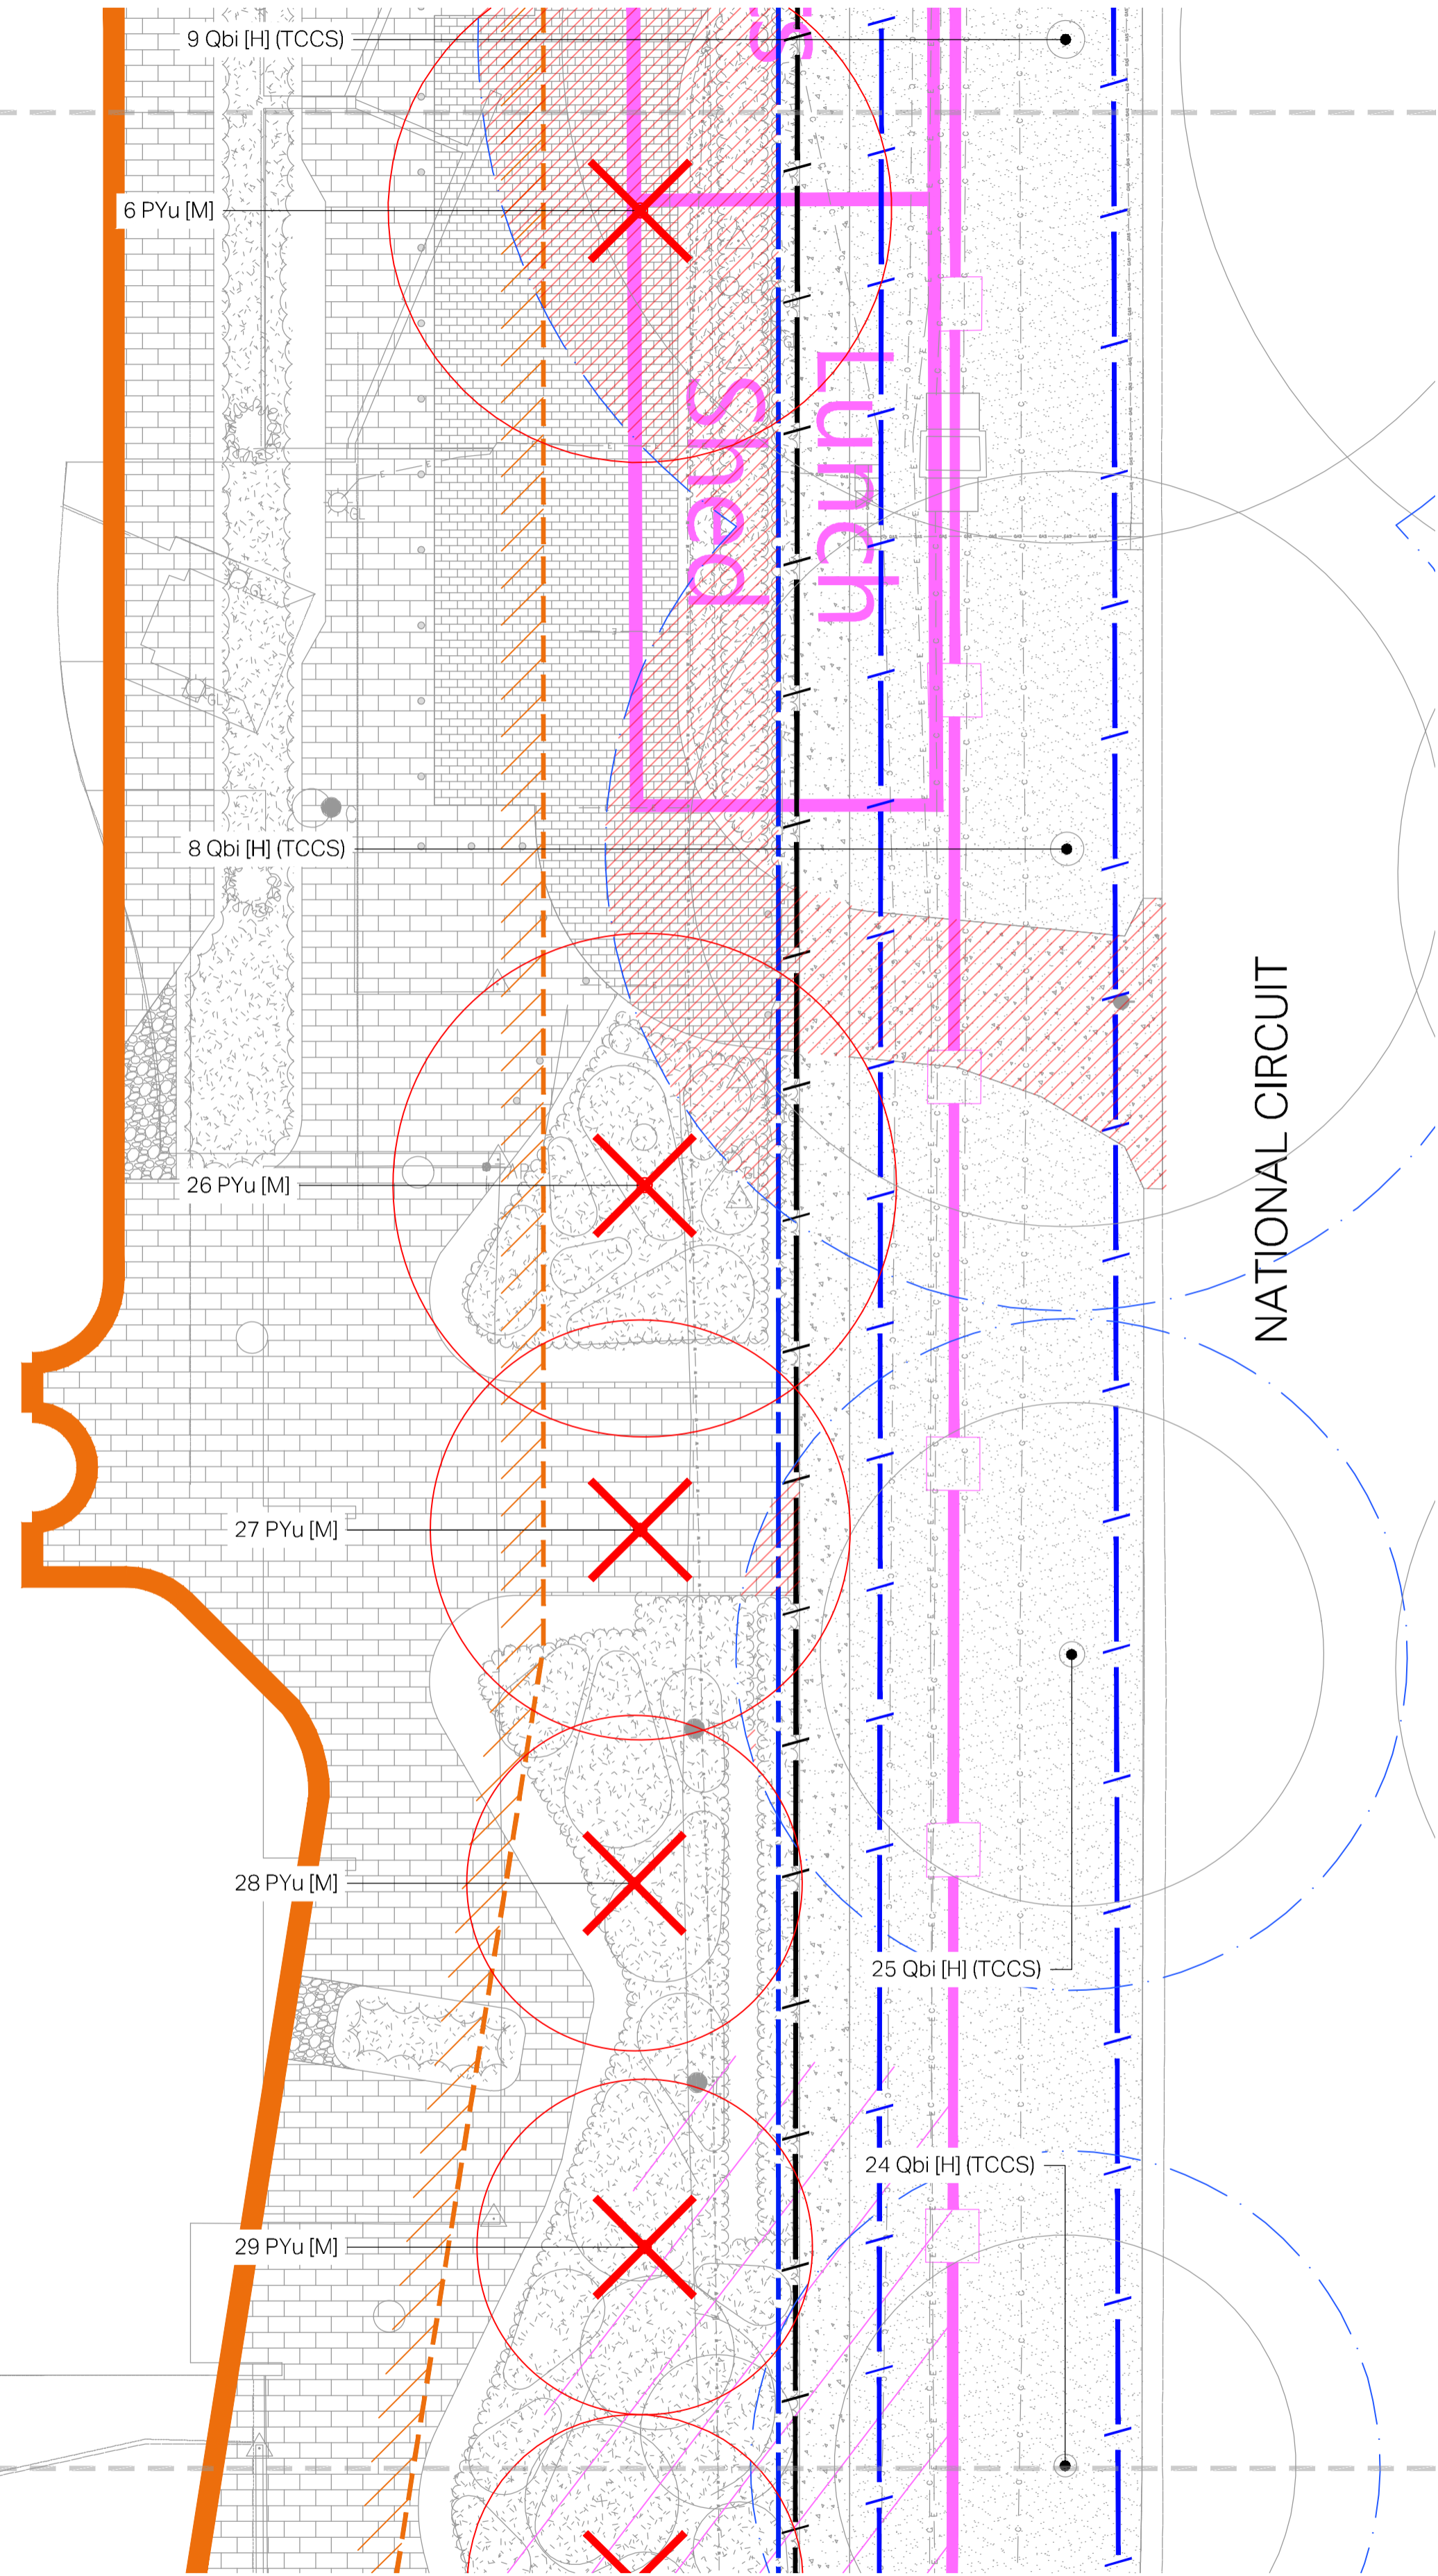 9 Qbi [H] (TCCS)
6 PYu [M]
Lunch
Shed
8 Qbi [H] (TCCS)
NATIONAL CIRCUIT
26 PYu [M]
27 PYu [M]
28 PYu [M]
25 Qbi [H] (TCCS)
24 Qbi [H] (TCCS)
29 PYu [M]